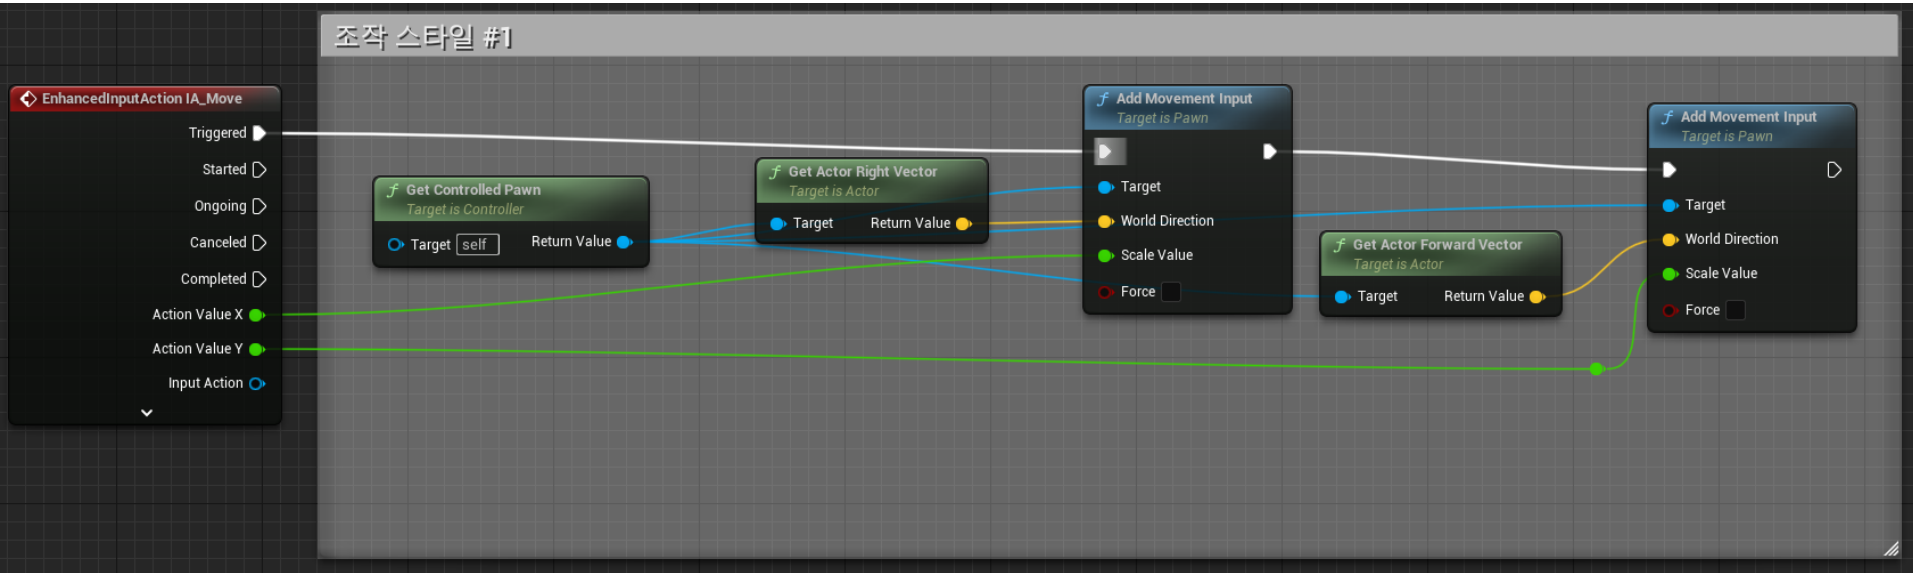 조작 스타일 #1
EnhancedInputAction IA_Move
Triggered
Started
Ongoing
Canceled
Completed
Action Value X
Action Value Y
Input Action
Get Controlled Pawn
Target is Controller
Target self Return Value
Get Actor Right Vector
Target is Actor
Target Return Value
Add Movement Input
Target is Pawn
Target
World Direction
Scale Value
Force
Get Actor Forward Vector
Target is Actor
Target Return Value
Add Movement Input
Target is Pawn
Target
World Direction
Scale Value
Force